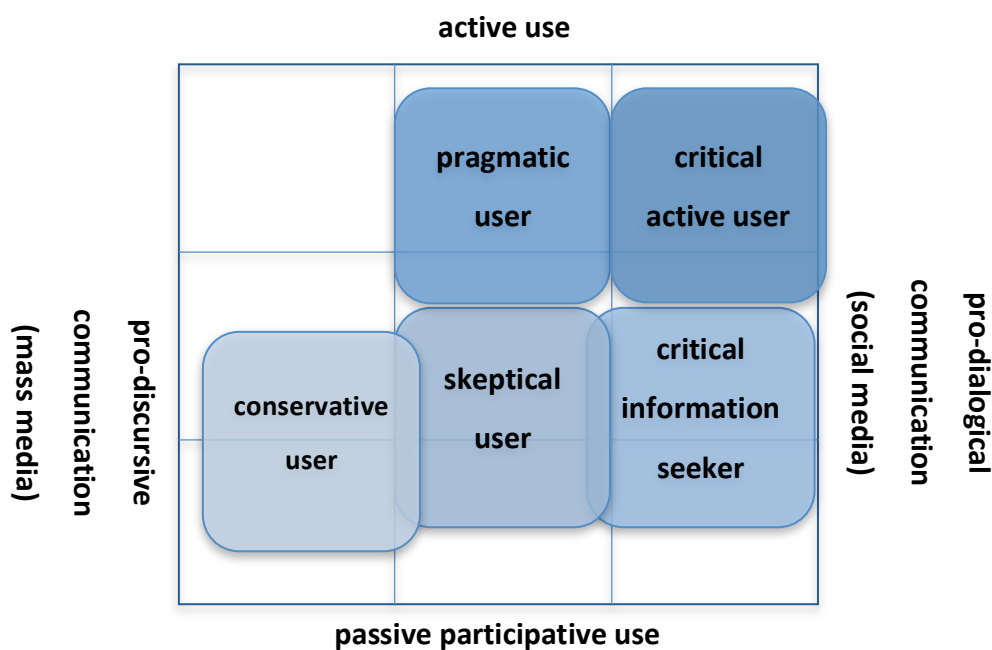 active use
pragmatic
user
critical
active user
pro-discursive
communication
(mass media)
conservative
user
skeptical
user
critical
information
seeker
pro-dialogical
communication
(social media)
passive participative use